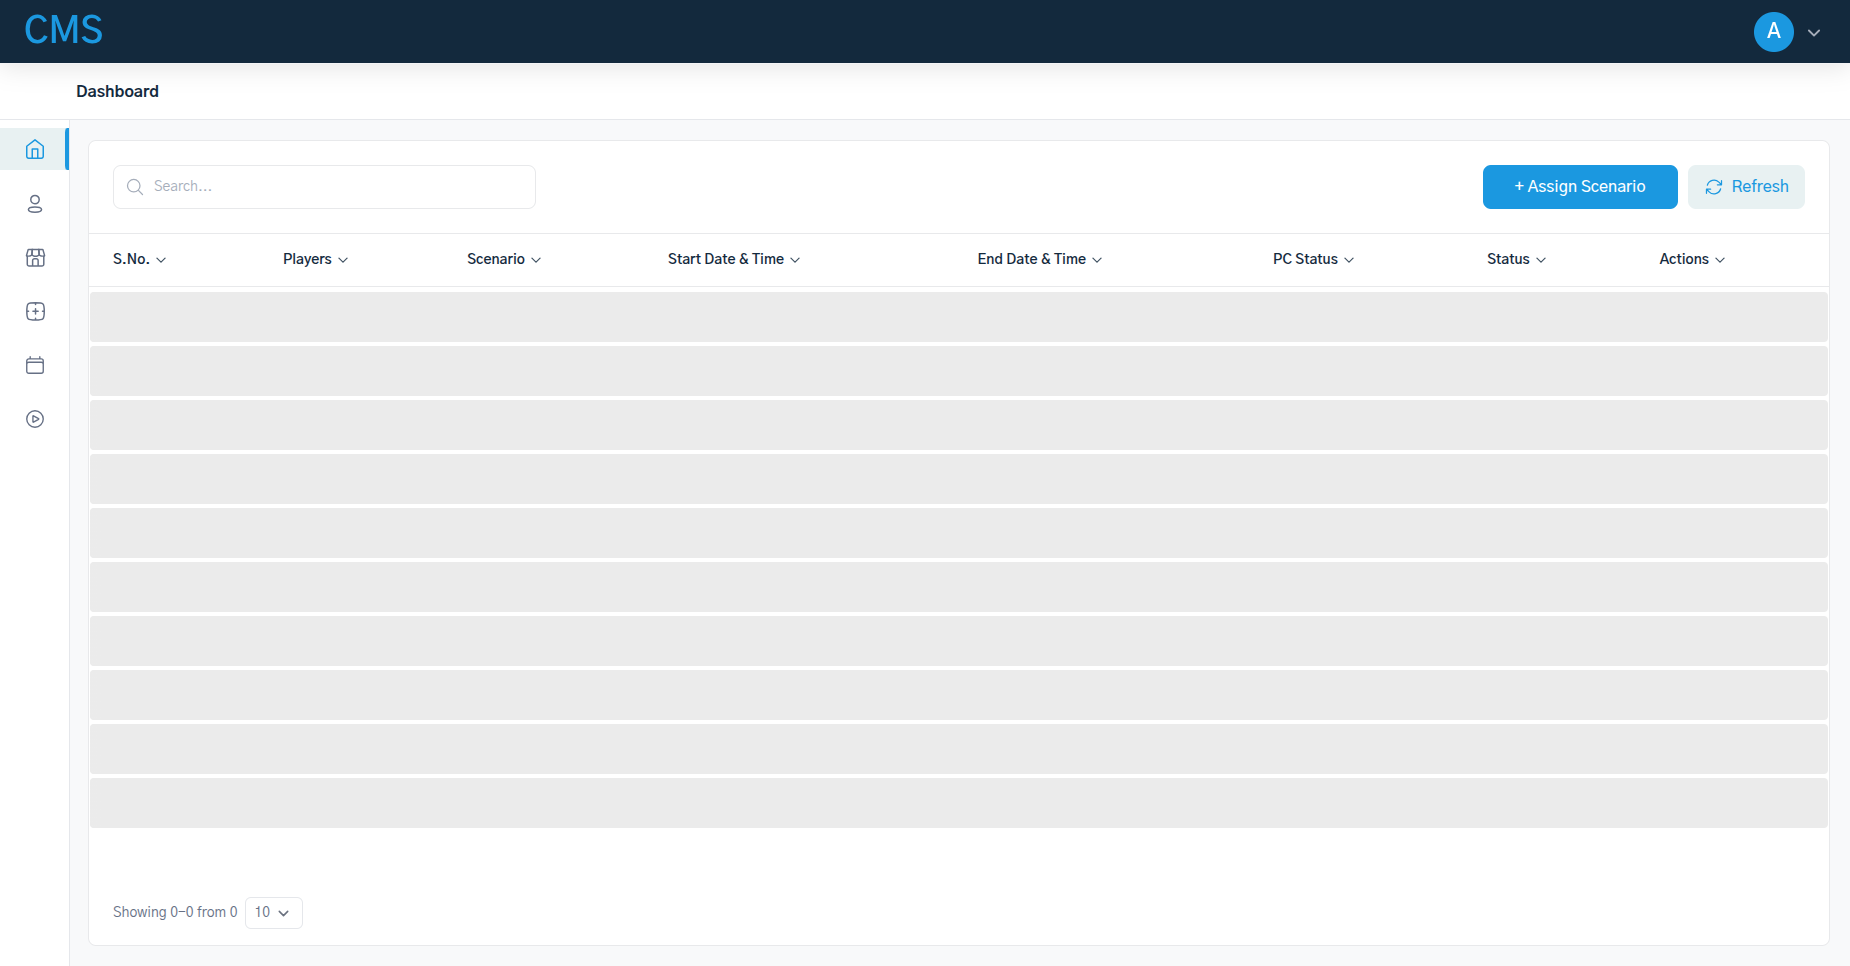 CMS
A
Dashboard
Search...
+ Assign Scenario
Refresh
S.No.
Players
Scenario
Start Date & Time
End Date & Time
PC Status
Status
Actions
Showing 0-0 from 0
10